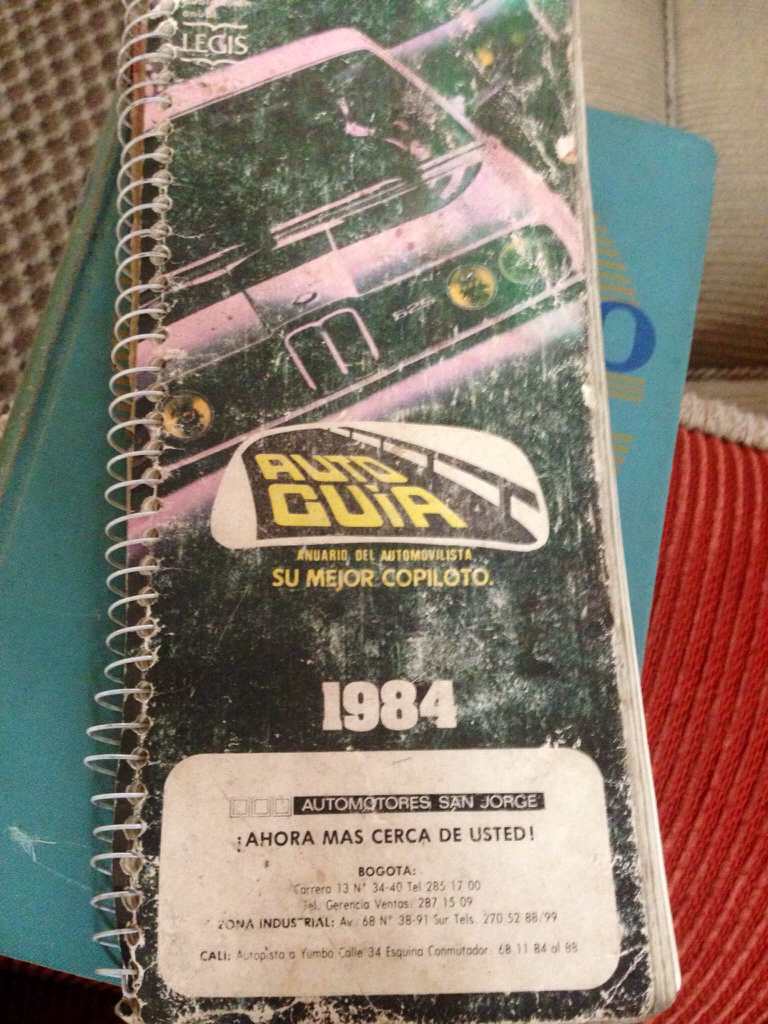 LEGIS
525
AUTO
GUÍA
ANUARIO DEL AUTOMOVILISTA
SU MEJOR COPILOTO.
1984
AUTOMOTORES SAN JORGE
¡AHORA MAS CERCA DE USTED!
BOGOTA:
Carrera 13 N° 34-40 Tel 285 17 00
Tel. Gerencia Ventas: 287 15 09
ZONA INDUSTRIAL: Av. 68 N° 38-91 Sur Tels. 270 52 88/99
CALI: Autopista a Yumbo Calle 34 Esquina Conmutador: 68 11 84 al 88
O